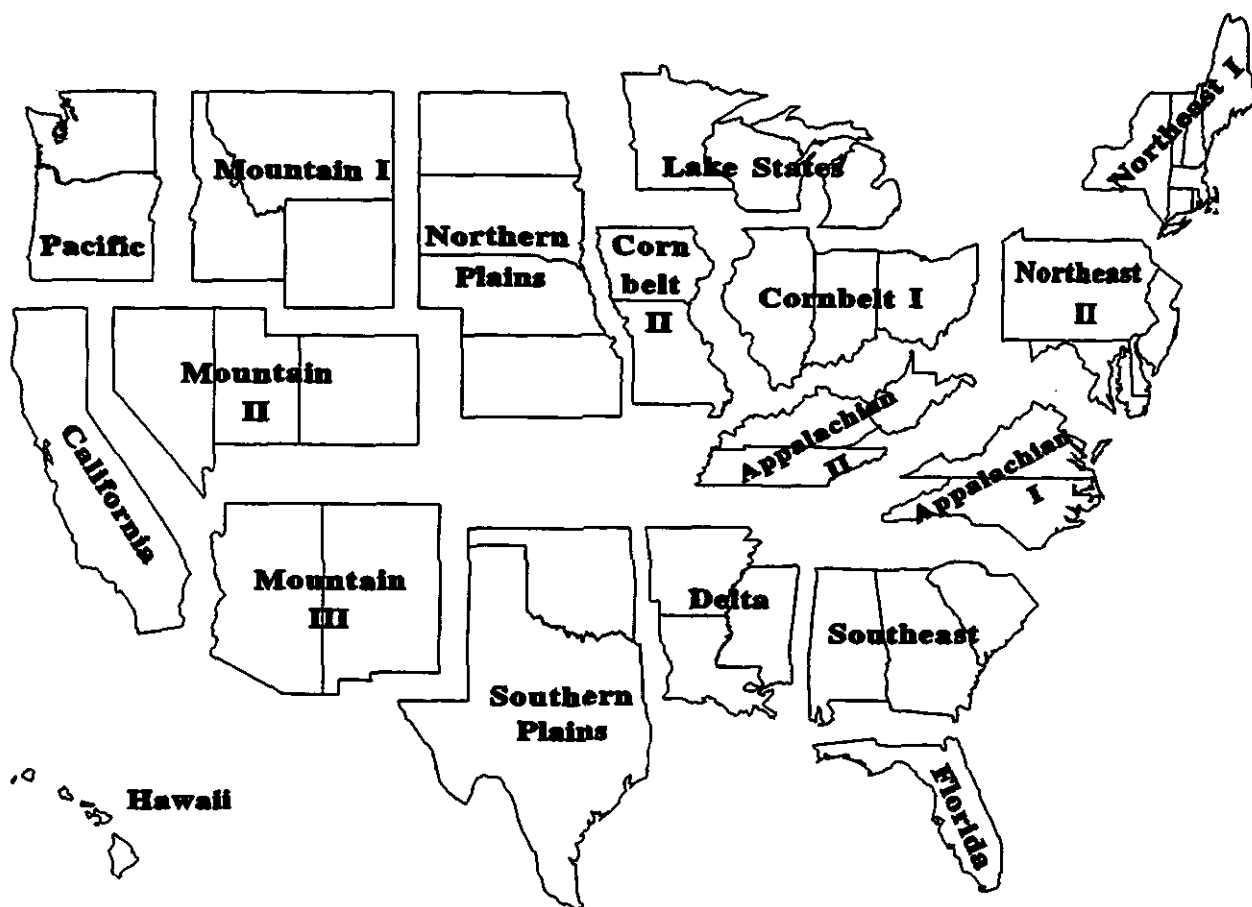 Northeast I
Mountain I
Lake States
Pacific
Northern
Plains
Corn
belt
II
Cornbelt I
Northeast
II
Mountain
II
California
Appalachian
II
Appalachian
I
Mountain
III
Delta
Southeast
Southern
Plains
Hawaii
Florida